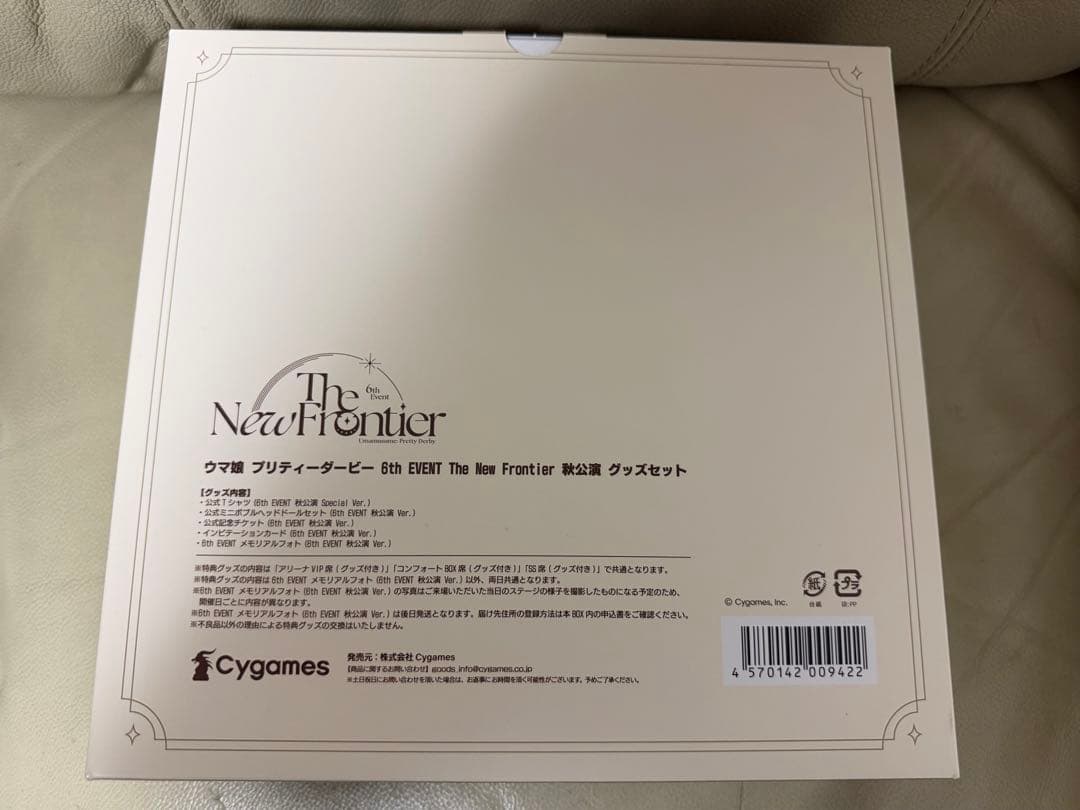 The
6th
Event
New Frontier
Umamusume: Pretty Derby
ウマ娘 プリティーダービー 6th EVENT The New Frontier 秋公演 グッズセット
【グッズ内容】
・公式Tシャツ (6th EVENT 秋公演 Special Ver.)
・公式ミニボブルヘッドドールセット (6th EVENT 秋公演 Ver.)
・公式記念チケット (6th EVENT 秋公演 Ver.)
・インビテーションカード (6th EVENT 秋公演 Ver.)
・6th EVENT メモリアルフォト (6th EVENT 秋公演 Ver.)
※特典グッズの内容は「アリーナVIP席 (グッズ付き)」「コンフォートBOX席 (グッズ付き)」「SS席 (グッズ付き)」で共通となります。
※特典グッズの内容は 6th EVENT メモリアルフォト (6th EVENT 秋公演 Ver.) 以外、両日共通となります。
※6th EVENT メモリアルフォト (6th EVENT 秋公演 Ver.) の写真はご来場いただいた当日のステージの様子を撮影したものになる予定のため、
開催日ごとに内容が異なります。
※6th EVENT メモリアルフォト (6th EVENT 秋公演 Ver.) は後日発送となります。届け先住所の登録方法は本BOX内の申込書をご確認ください。
※不良品以外の理由による特典グッズの交換はいたしません。
Cygames
発売元：株式会社Cygames
【商品に関するお問い合わせ】goods_info@cygames.co.jp
※土日祝日にお問い合わせを頂いた場合は、お返事にお時間を頂く可能性がございます。予めご了承ください。
© Cygames, Inc.
紙
台紙
プラ
袋:PP
4 570142 009422